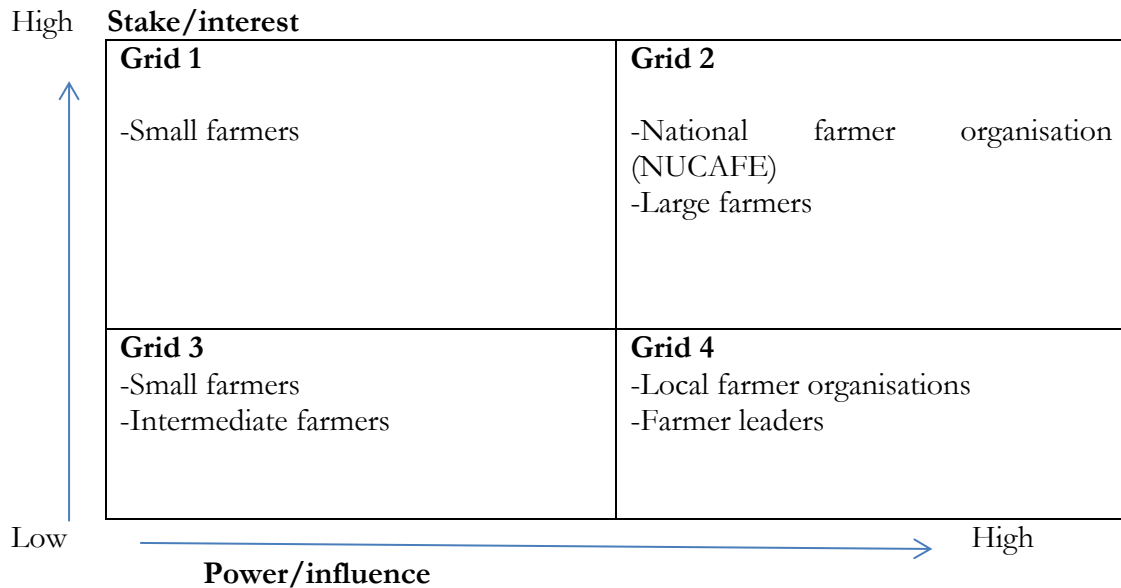 High Stake/interest
Grid 1
-Small farmers
Grid 2
-National farmer organisation
(NUCAFE)
-Large farmers
Grid 3
-Small farmers
-Intermediate farmers
Grid 4
-Local farmer organisations
-Farmer leaders
Low
High
Power/influence